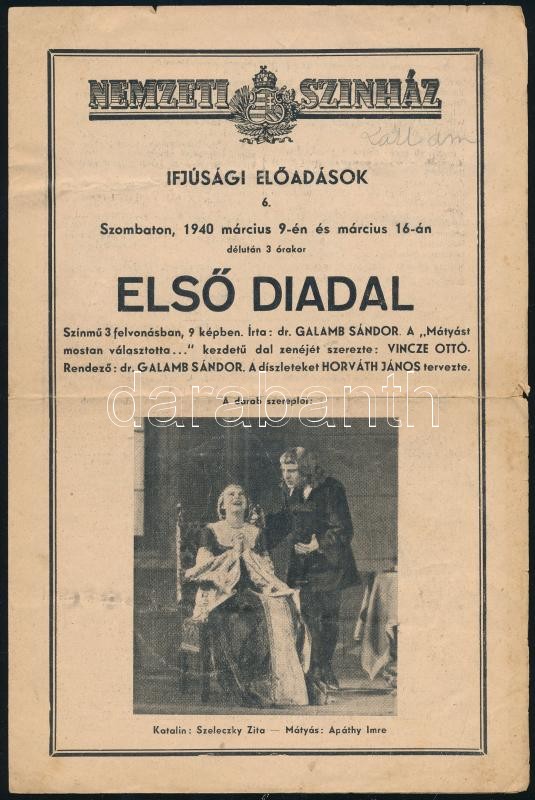 NEMZETI SZINHÁZ
Láttam
IFJÚSÁGI ELŐADÁSOK
6.
Szombaton, 1940 március 9-én és március 16-án
délután 3 órakor
ELSŐ DIADAL
Színmű 3 felvonásban, 9 képben. Írta: dr. GALAMB SÁNDOR. A „Mátyást
mostan választotta..." kezdetű dal zenéjét szerezte: VINCZE OTTÓ.
Rendező: dr. GALAMB SÁNDOR. A díszleteket HORVÁTH JÁNOS tervezte.
A darab szereplői:
darabanth
Katalin: Szeleczky Zita — Mátyás: Apáthy Imre